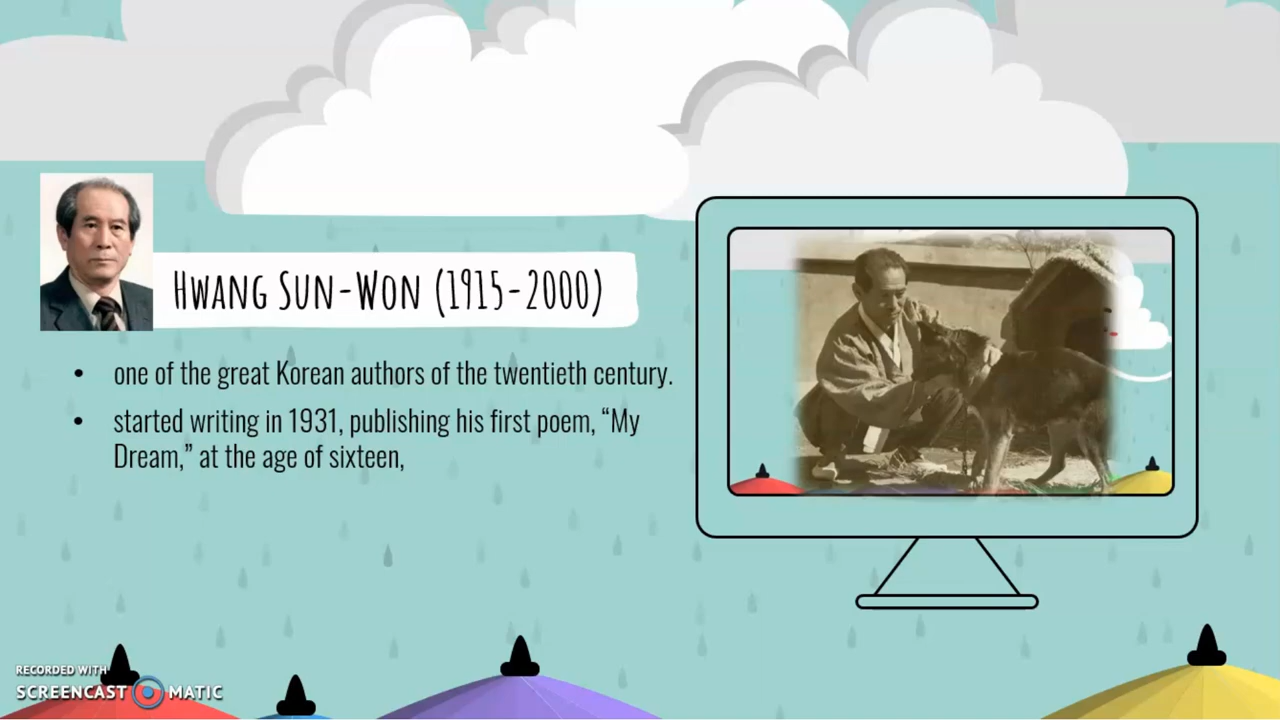 Hwang Sun-Won (1915-2000)
• one of the great Korean authors of the twentieth century.
• started writing in 1931, publishing his first poem, “My
Dream,” at the age of sixteen,
RECORDED WITH
SCREENCAST MATIC